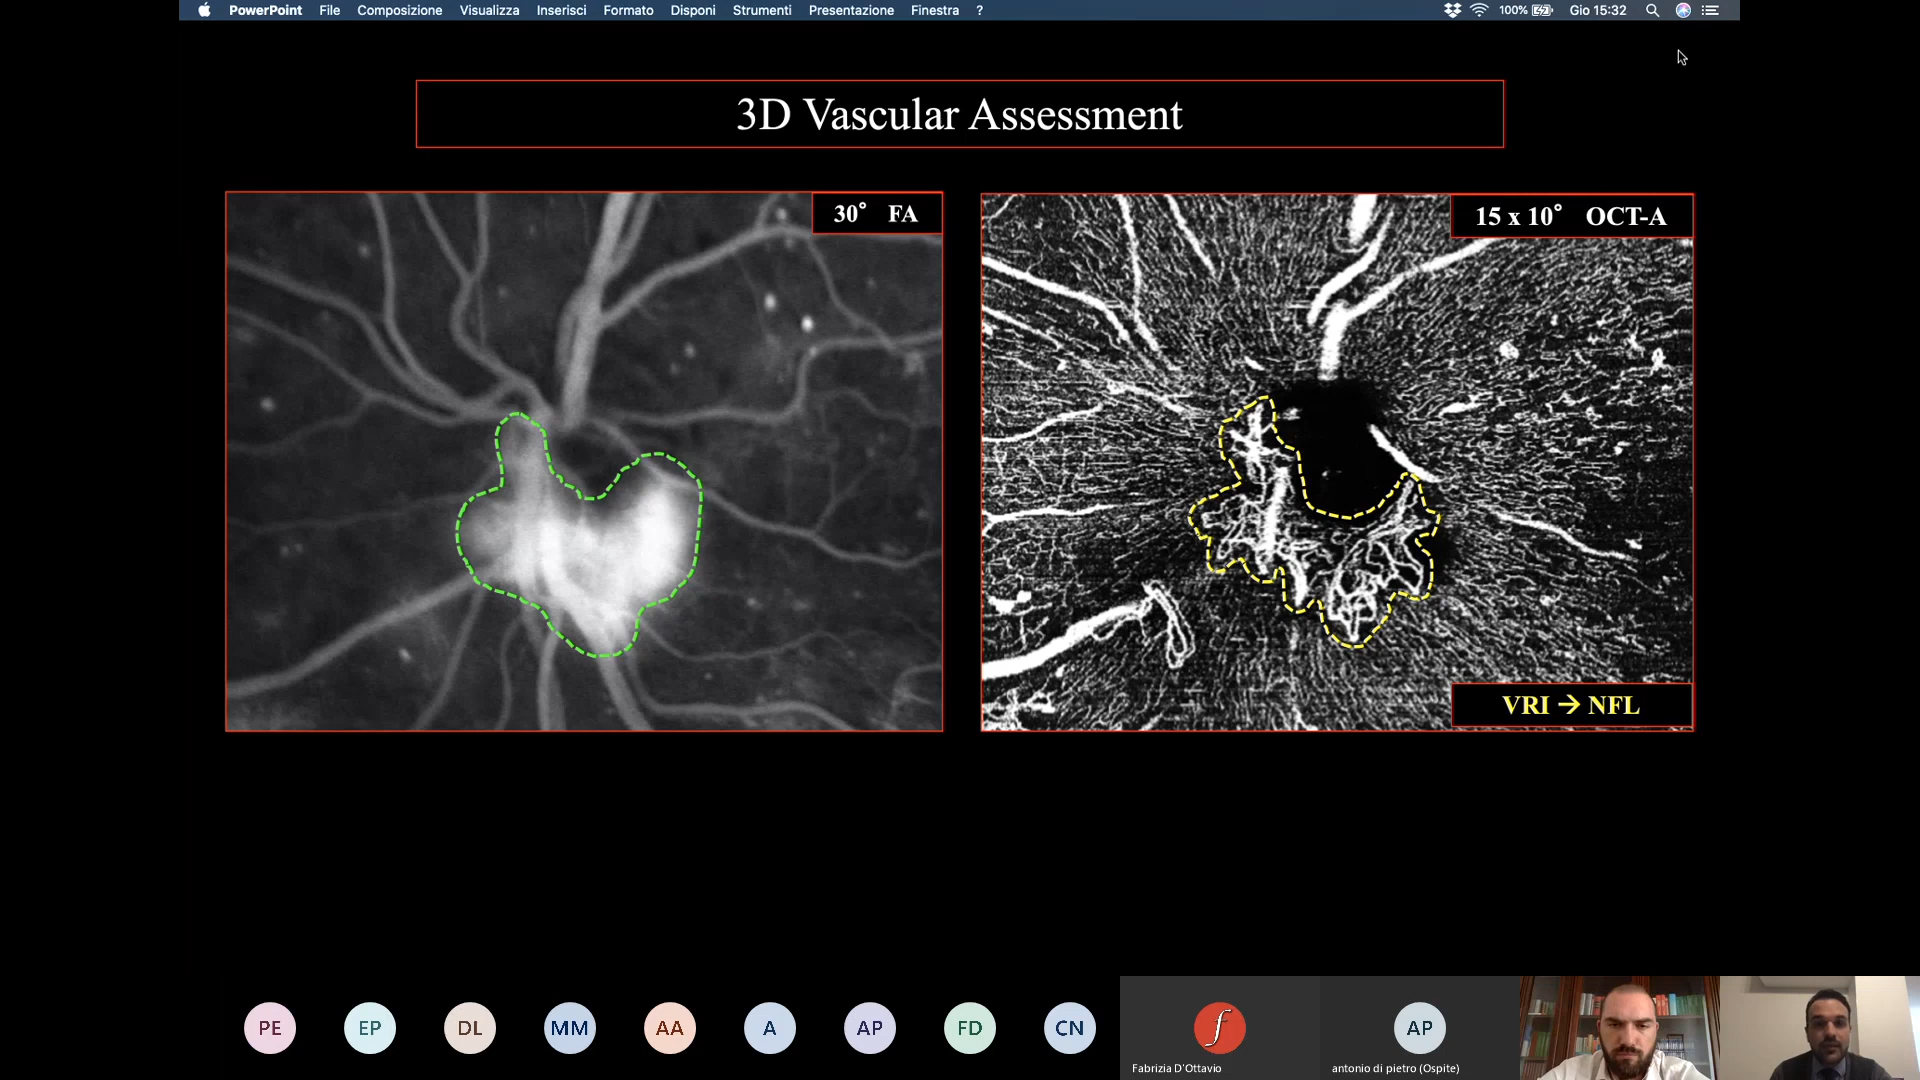 PowerPoint File Composizione Visualizza Inserisci Formato Disponi Strumenti Presentazione Finestra ? 100% Gio 15:32
3D Vascular Assessment
30° FA
15 x 10° OCT-A
VRI → NFL
PE EP DL MM AA A AP FD CN f AP
Fabrizia D'Ottavio antonio di pietro (Ospite)